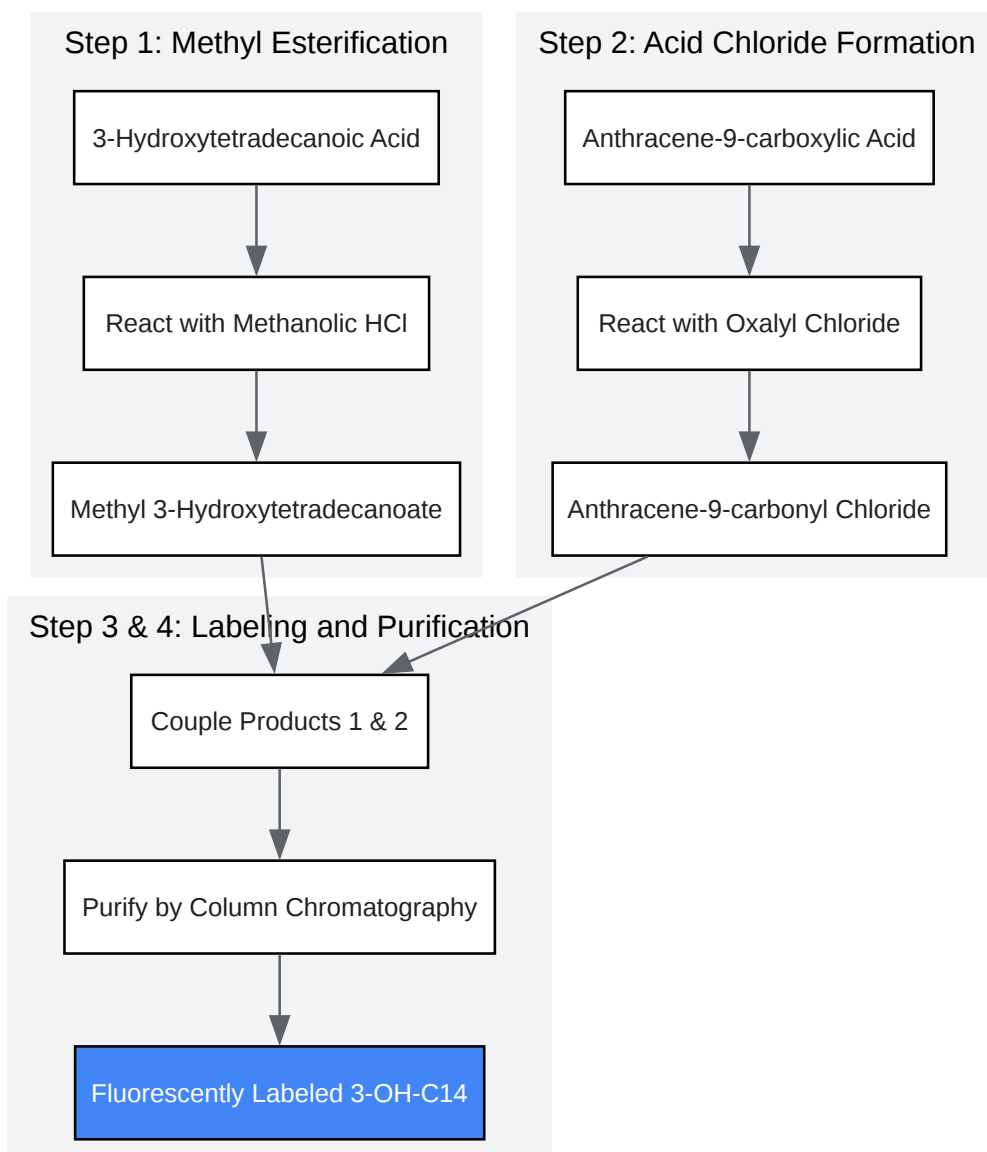 Step 1: Methyl Esterification
3-Hydroxytetradecanoic Acid
React with Methanolic HCl
Methyl 3-Hydroxytetradecanoate
Step 2: Acid Chloride Formation
Anthracene-9-carboxylic Acid
React with Oxalyl Chloride
Anthracene-9-carbonyl Chloride
Step 3 & 4: Labeling and Purification
Couple Products 1 & 2
Purify by Column Chromatography
Fluorescently Labeled 3-OH-C14